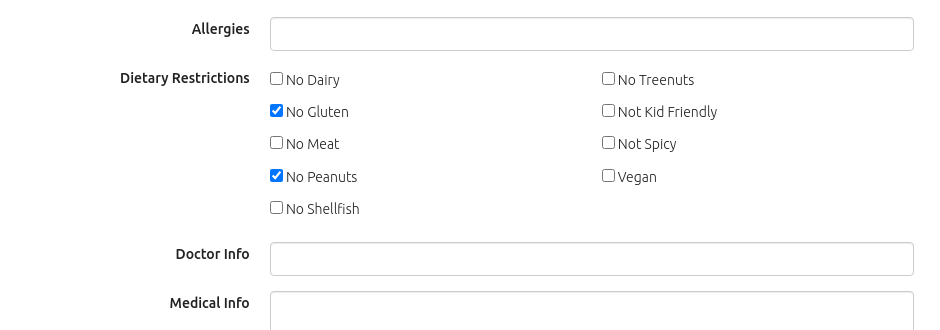 Allergies
Dietary Restrictions
No Dairy
No Treenuts
No Gluten
Not Kid Friendly
No Meat
Not Spicy
No Peanuts
Vegan
No Shellfish
Doctor Info
Medical Info